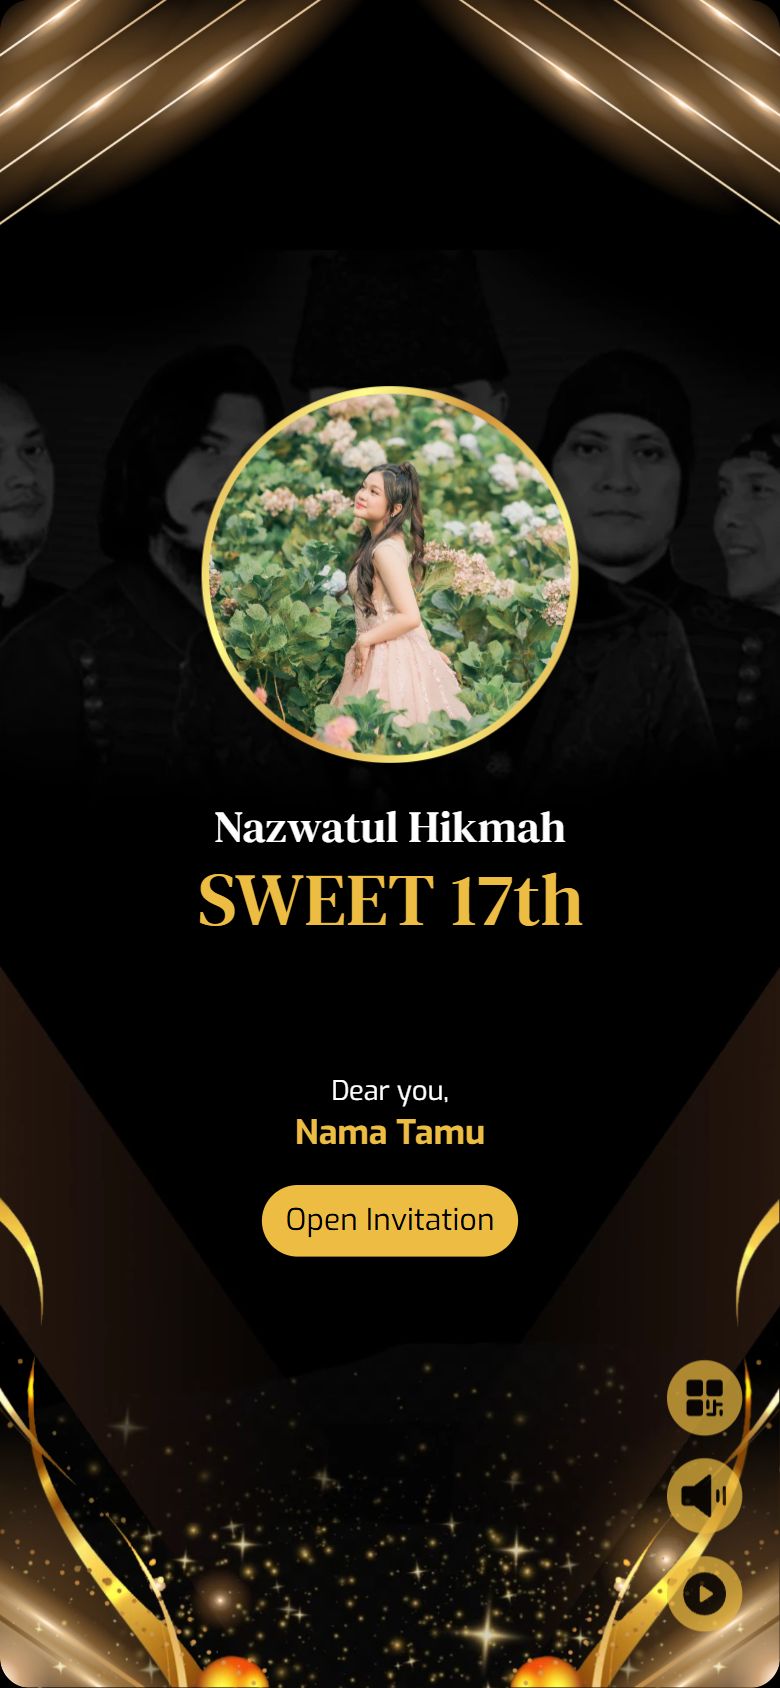 Nazwatul Hikmah
SWEET 17th
Dear you,
Nama Tamu
Open Invitation